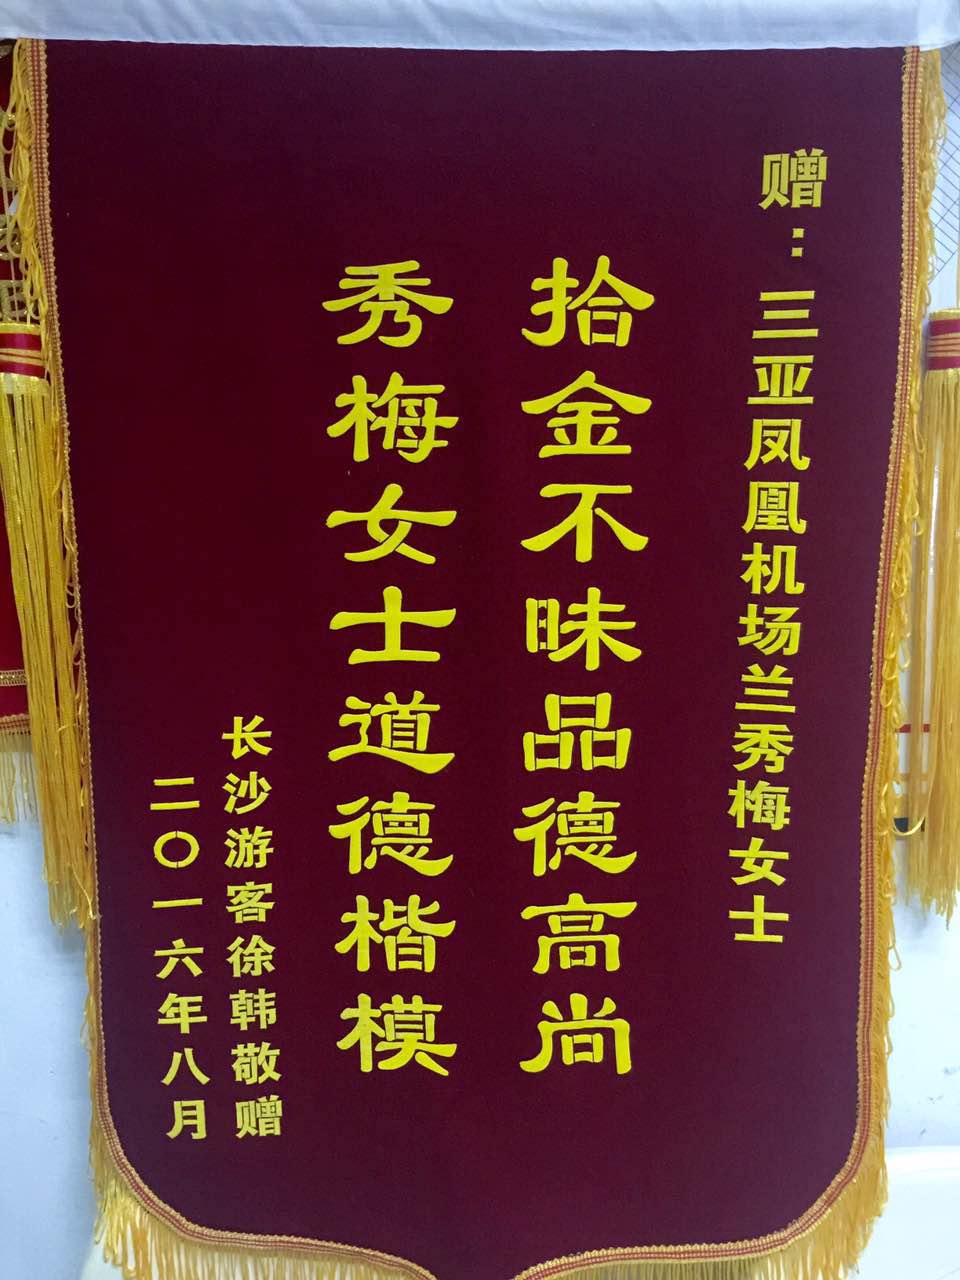 赠：三亚凤凰机场兰秀梅女士
拾金不昧品德高尚
秀梅女士道德楷模
长沙游客徐韩敬赠
二〇一六年八月